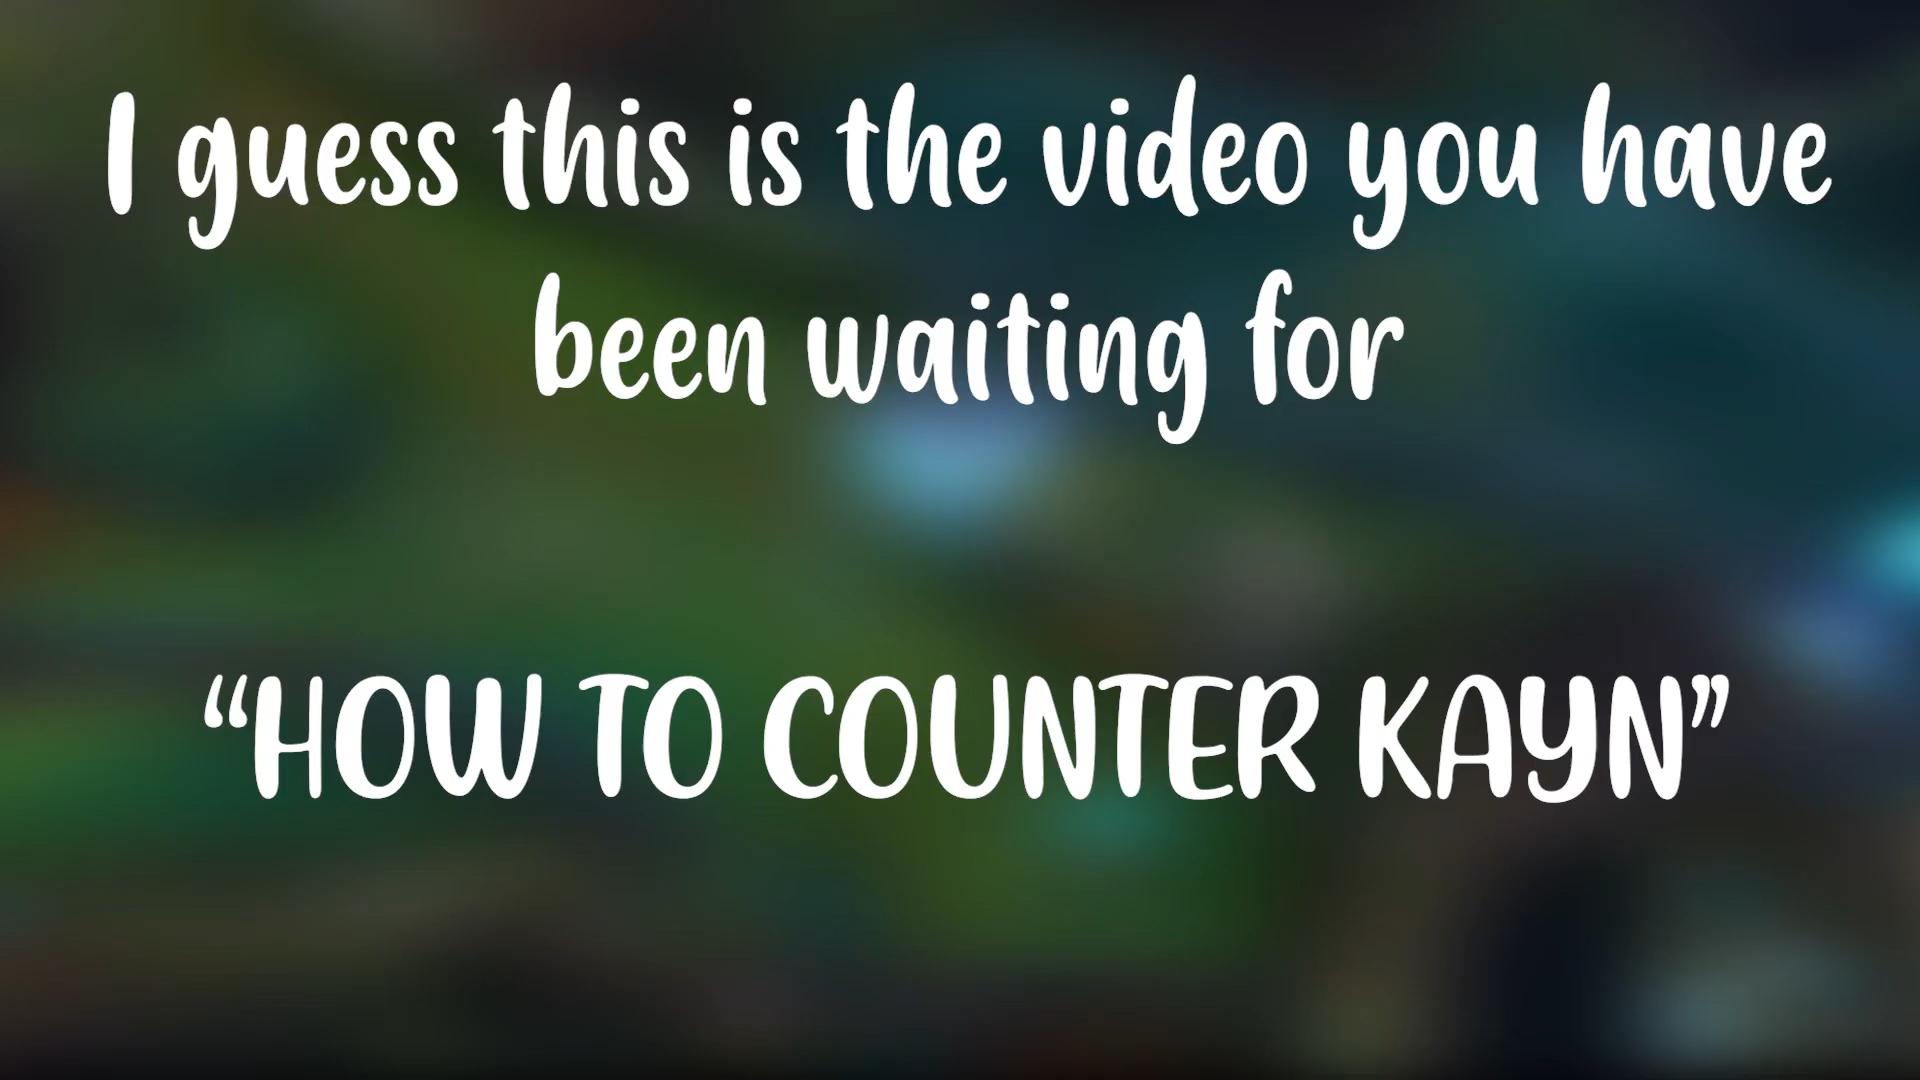 I guess this is the video you have
been waiting for
“HOW TO COUNTER KAYN”